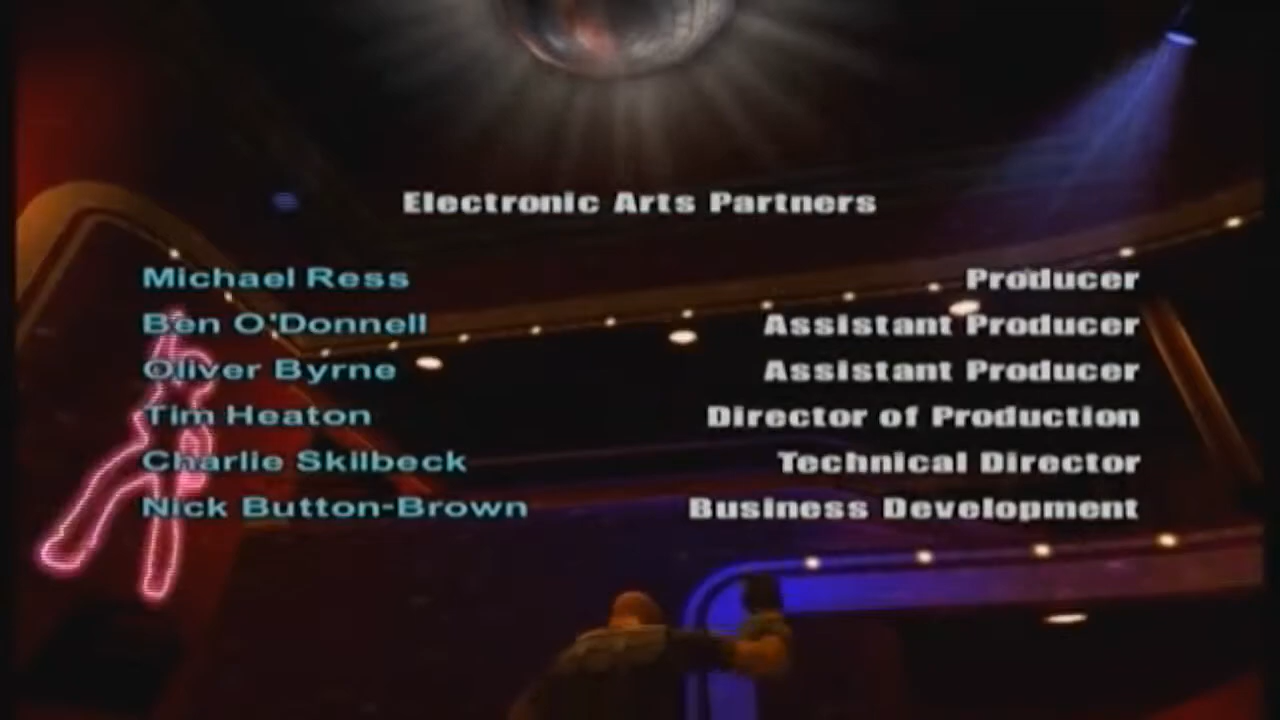 Electronic Arts Partners
Michael Ress Producer
Ben O'Donnell Assistant Producer
Oliver Byrne Assistant Producer
Tim Heaton Director of Production
Charlie Skilbeck Technical Director
Nick Button-Brown Business Development